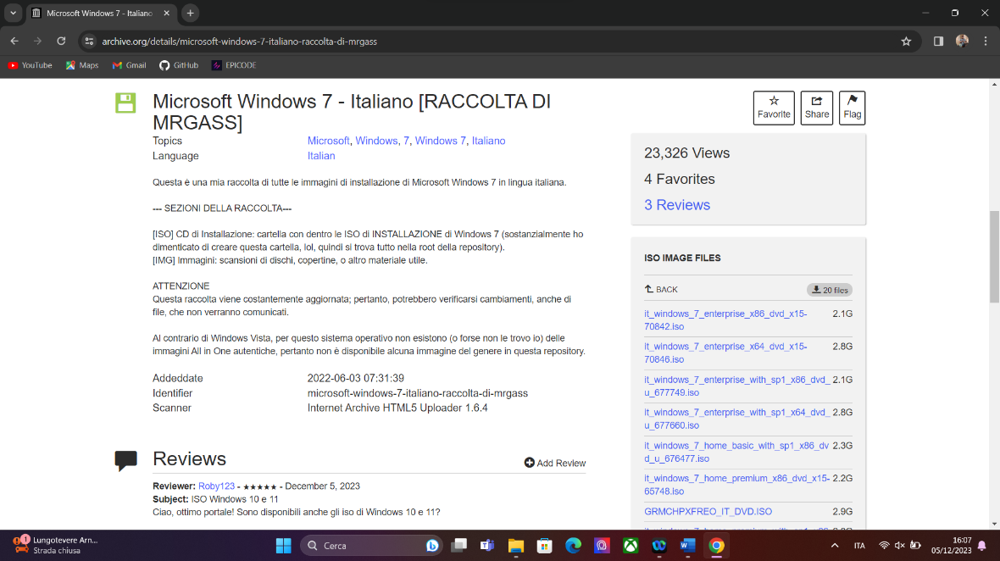 Microsoft Windows 7 - Italiano
archive.org/details/microsoft-windows-7-italiano-raccolta-di-mrgass
YouTube
Maps
Gmail
GitHub
EPICODE
Microsoft Windows 7 - Italiano [RACCOLTA DI
MRGASS]
Topics Microsoft, Windows, 7, Windows 7, Italiano
Language Italian
Questa è una mia raccolta di tutte le immagini di installazione di Microsoft Windows 7 in lingua italiana.
--- SEZIONI DELLA RACCOLTA---
[ISO] CD di Installazione: cartella con dentro le ISO di INSTALLAZIONE di Windows 7 (sostanzialmente ho
dimenticato di creare questa cartella, lol, quindi si trova tutto nella root della repository).
[IMG] Immagini: scansioni di dischi, copertine, o altro materiale utile.
ATTENZIONE
Questa raccolta viene costantemente aggiornata; pertanto, potrebbero verificarsi cambiamenti, anche di
file, che non verranno comunicati.
Al contrario di Windows Vista, per questo sistema operativo non esistono (o forse non le trovo io) delle
immagini All in One autentiche, pertanto non è disponibile alcuna immagine del genere in questa repository.
Addeddate 2022-06-03 07:31:39
Identifier microsoft-windows-7-italiano-raccolta-di-mrgass
Scanner Internet Archive HTML5 Uploader 1.6.4
Reviews
Add Review
Reviewer: Roby123 - ★★★★★ - December 5, 2023
Subject: ISO Windows 10 e 11
Ciao, ottimo portale! Sono disponibili anche gli iso di Windows 10 e 11?
Favorite
Share
Flag
23,326 Views
4 Favorites
3 Reviews
ISO IMAGE FILES
BACK
20 files
it_windows_7_enterprise_x86_dvd_x15- 2.1G
70842.iso
it_windows_7_enterprise_x64_dvd_x15- 2.8G
70846.iso
it_windows_7_enterprise_with_sp1_x86_dvd_ 2.1G
u_677749.iso
it_windows_7_enterprise_with_sp1_x64_dvd_ 2.8G
u_677660.iso
it_windows_7_home_basic_with_sp1_x86_dv 2.3G
d_u_676477.iso
it_windows_7_home_premium_x86_dvd_x15- 2.2G
65748.iso
GRMCHPXFREO_IT_DVD.ISO 2.9G
1
Lungotevere Arn...
Strada chiusa
Cerca
ITA
16:07
05/12/2023